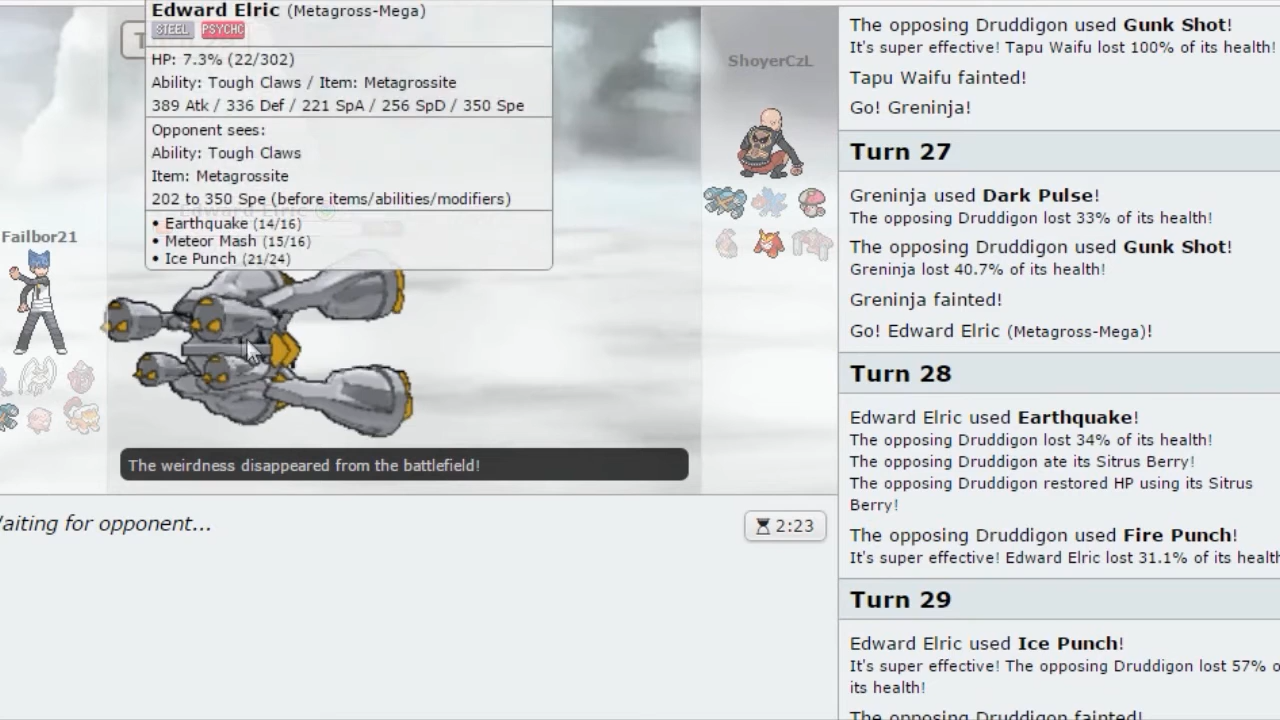 Edward Elric (Metagross-Mega)
STEEL PSYCHC
HP: 7.3% (22/302)
Ability: Tough Claws / Item: Metagrossite
389 Atk / 336 Def / 221 SpA / 256 SpD / 350 Spe
Opponent sees:
Ability: Tough Claws
Item: Metagrossite
202 to 350 Spe (before items/abilities/modifiers)
• Earthquake (14/16)
• Meteor Mash (15/16)
• Ice Punch (21/24)
Failbor21
ShoyerCzL
The weirdness disappeared from the battlefield!
aiting for opponent...
2:23
The opposing Druddigon used Gunk Shot!
It's super effective! Tapu Waifu lost 100% of its health!
Tapu Waifu fainted!
Go! Greninja!
Turn 27
Greninja used Dark Pulse!
The opposing Druddigon lost 33% of its health!
The opposing Druddigon used Gunk Shot!
Greninja lost 40.7% of its health!
Greninja fainted!
Go! Edward Elric (Metagross-Mega)!
Turn 28
Edward Elric used Earthquake!
The opposing Druddigon lost 34% of its health!
The opposing Druddigon ate its Sitrus Berry!
The opposing Druddigon restored HP using its Sitrus
Berry!
The opposing Druddigon used Fire Punch!
It's super effective! Edward Elric lost 31.1% of its health
Turn 29
Edward Elric used Ice Punch!
It's super effective! The opposing Druddigon lost 57% o
its health!
The opposing Druddigon fainted!